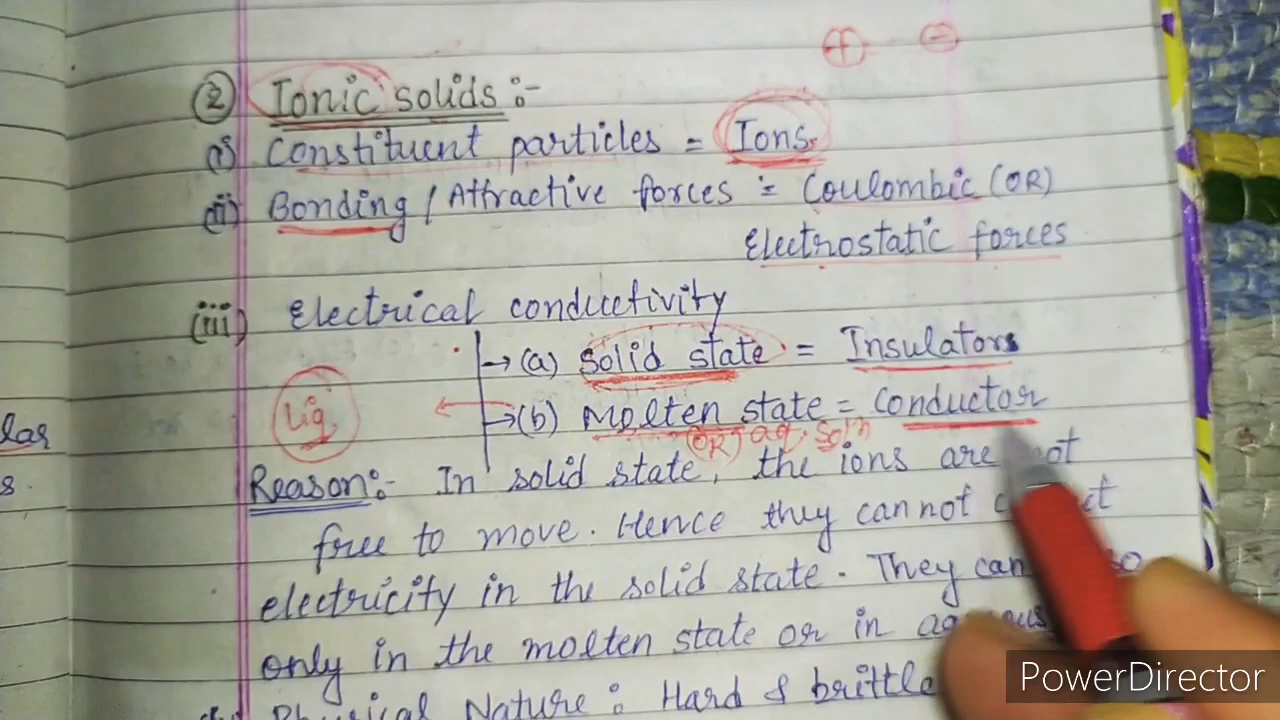 ⊕ ⊖
② Ionic solids :-
(i) Constituent particles = Ions.
(ii) Bonding / Attractive forces = Coulombic (OR)
Electrostatic forces
(iii) Electrical conductivity
→ (a) Solid state = Insulators
Liq.
→ (b) Molten state = Conductor
(OR) aq. Soln
lar
s.
Reason :- In solid state, the ions are not
free to move. Hence they cannot
electricity in the solid state. They can so
only in the molten state or in
Physical Nature : Hard & brittle
PowerDirector